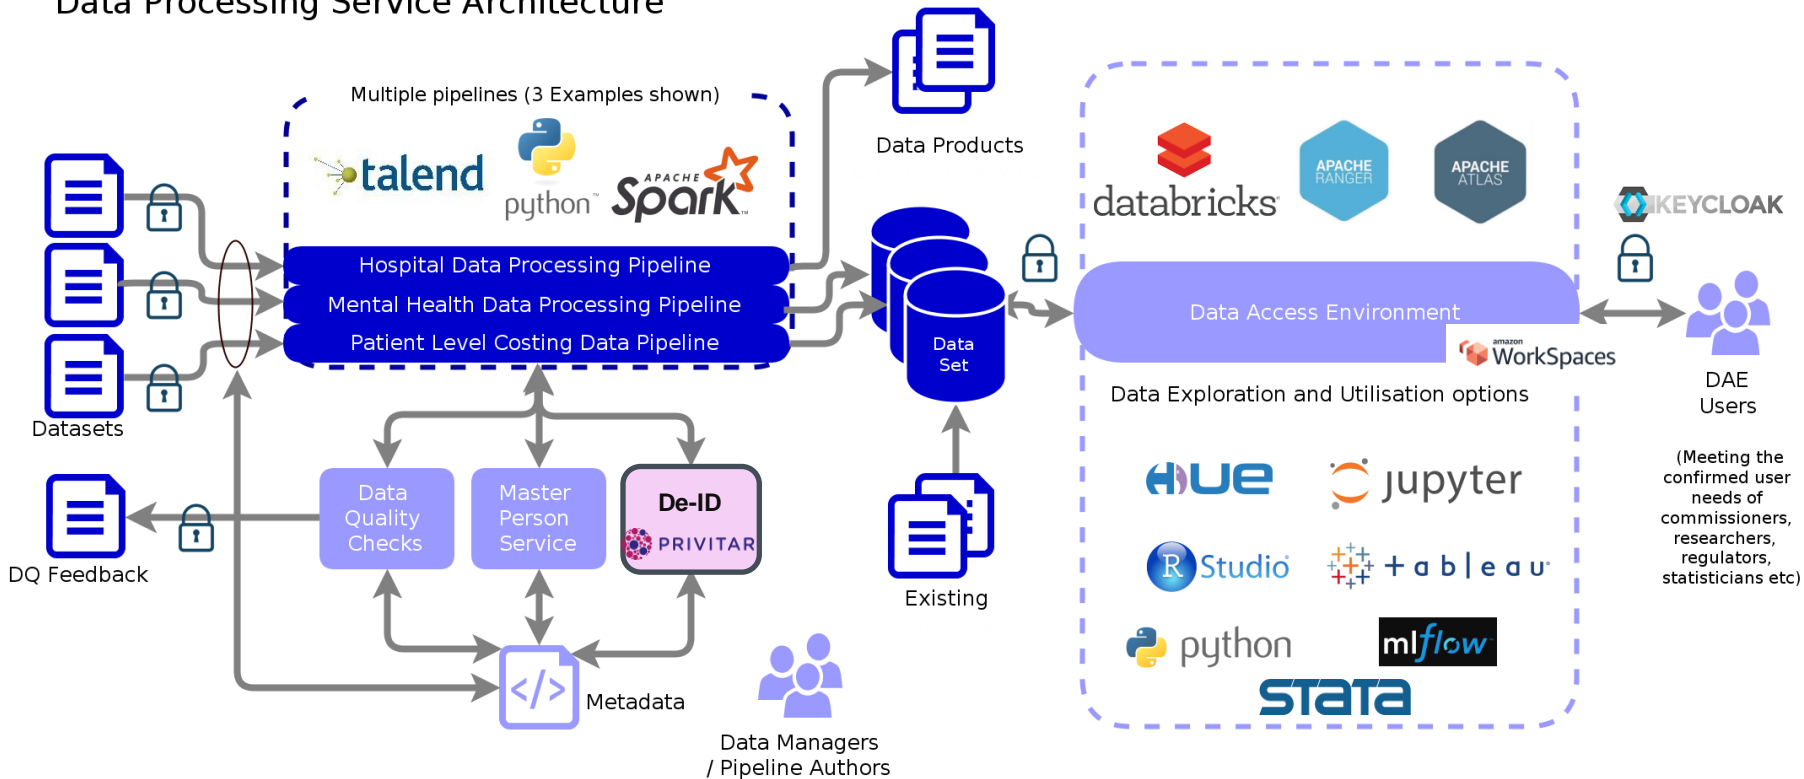 Data Processing Service Architecture
Multiple pipelines (3 Examples shown)
talend
python™
APACHE
Spark™
Hospital Data Processing Pipeline
Mental Health Data Processing Pipeline
Patient Level Costing Data Pipeline
Datasets
DQ Feedback
Data
Quality
Checks
Master
Person
Service
De-ID
PRIVITAR
</>
Metadata
Data Managers
/ Pipeline Authors
Data Products
Data
Set
Existing
databricks
APACHE
RANGER
APACHE
ATLAS
Data Access Environment
amazon
WorkSpaces
Data Exploration and Utilisation options
HUE
jupyter
R Studio
+ableau
python
mlflow
STATA
KEYCLOAK
DAE
Users
(Meeting the
confirmed user
needs of
commissioners,
researchers,
regulators,
statisticians etc)